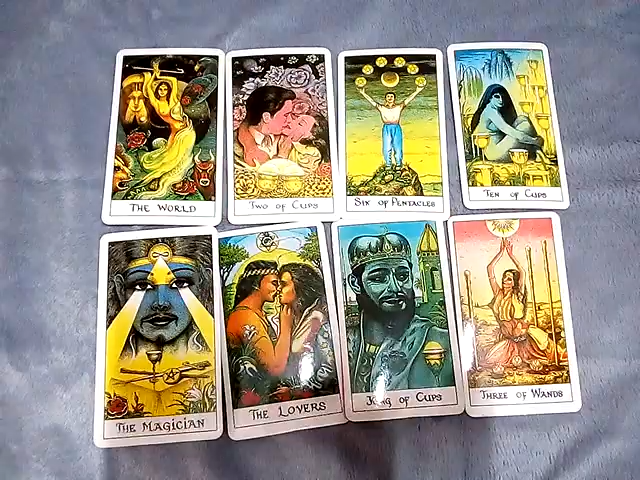 THE WORLD
TWO OF CUPS
SIX OF PENTACLES
TEN OF CUPS
THE MAGICIAN
THE LOVERS
KING OF CUPS
THREE OF WANDS